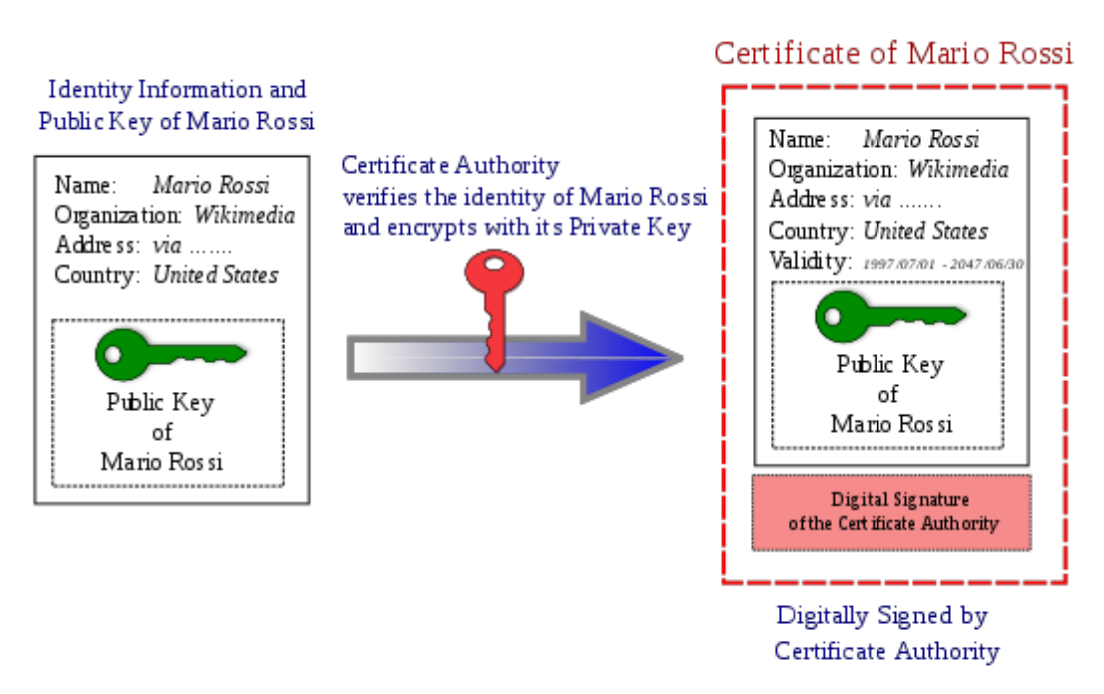 Identity Information and
Public Key of Mario Rossi
Name: Mario Rossi
Organization: Wikimedia
Address: via .......
Country: United States
Public Key
of
Mario Rossi
Certificate Authority
verifies the identity of Mario Rossi
and encrypts with its Private Key
Certificate of Mario Rossi
Name: Mario Rossi
Organization: Wikimedia
Address: via .......
Country: United States
Validity: 1997/07/01 - 2047/06/30
Public Key
of
Mario Rossi
Digital Signature
of the Certificate Authority
Digitally Signed by
Certificate Authority